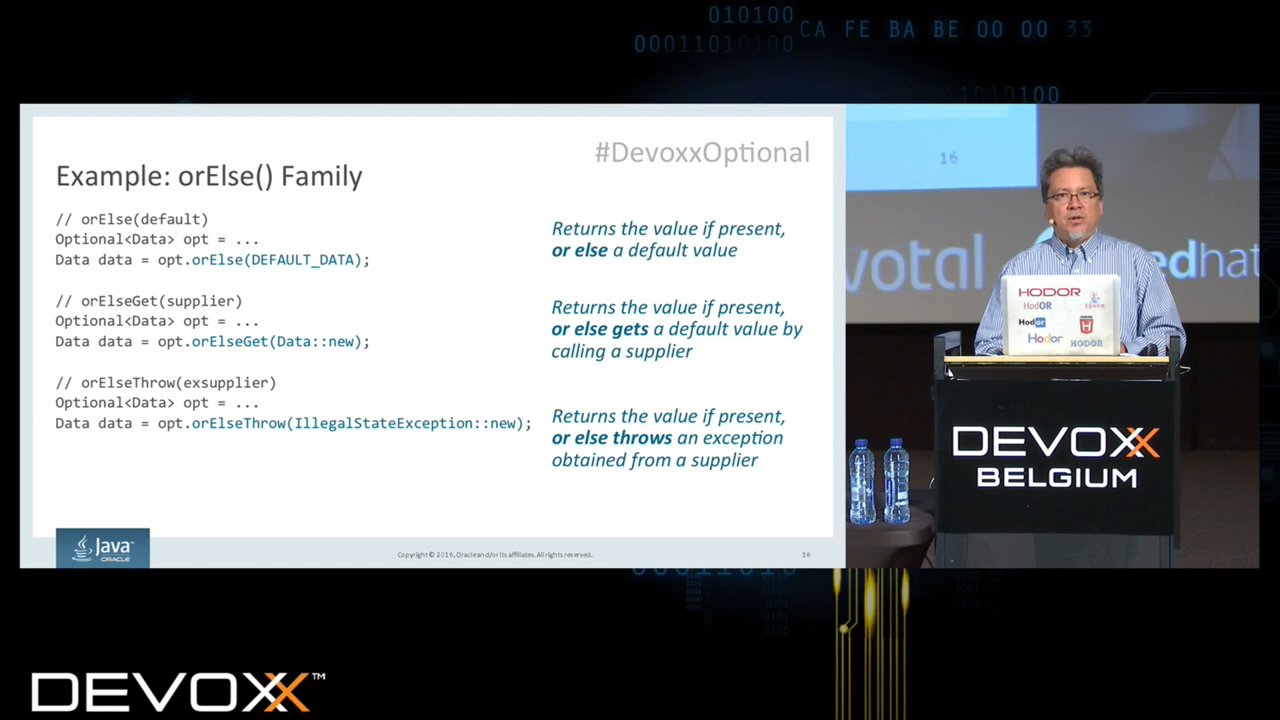 010100
00011010100
CA FE BA BE 00 00 33
11010100
#DevoxxOptional
Example: orElse() Family
// orElse(default)
Optional<Data> opt = ...
Data data = opt.orElse(DEFAULT_DATA);
Returns the value if present,
or else a default value
// orElseGet(supplier)
Optional<Data> opt = ...
Data data = opt.orElseGet(Data::new);
Returns the value if present,
or else gets a default value by
calling a supplier
// orElseThrow(exsupplier)
Optional<Data> opt = ...
Data data = opt.orElseThrow(IllegalStateException::new);
Returns the value if present,
or else throws an exception
obtained from a supplier
Java™
ORACLE
Copyright © 2016, Oracle and/or its affiliates. All rights reserved.
16
16
votal
edhat
HODOR
HodOR
Hodor
Hodor
HODOR
DEVOXX
BELGIUM
DEVOXX™